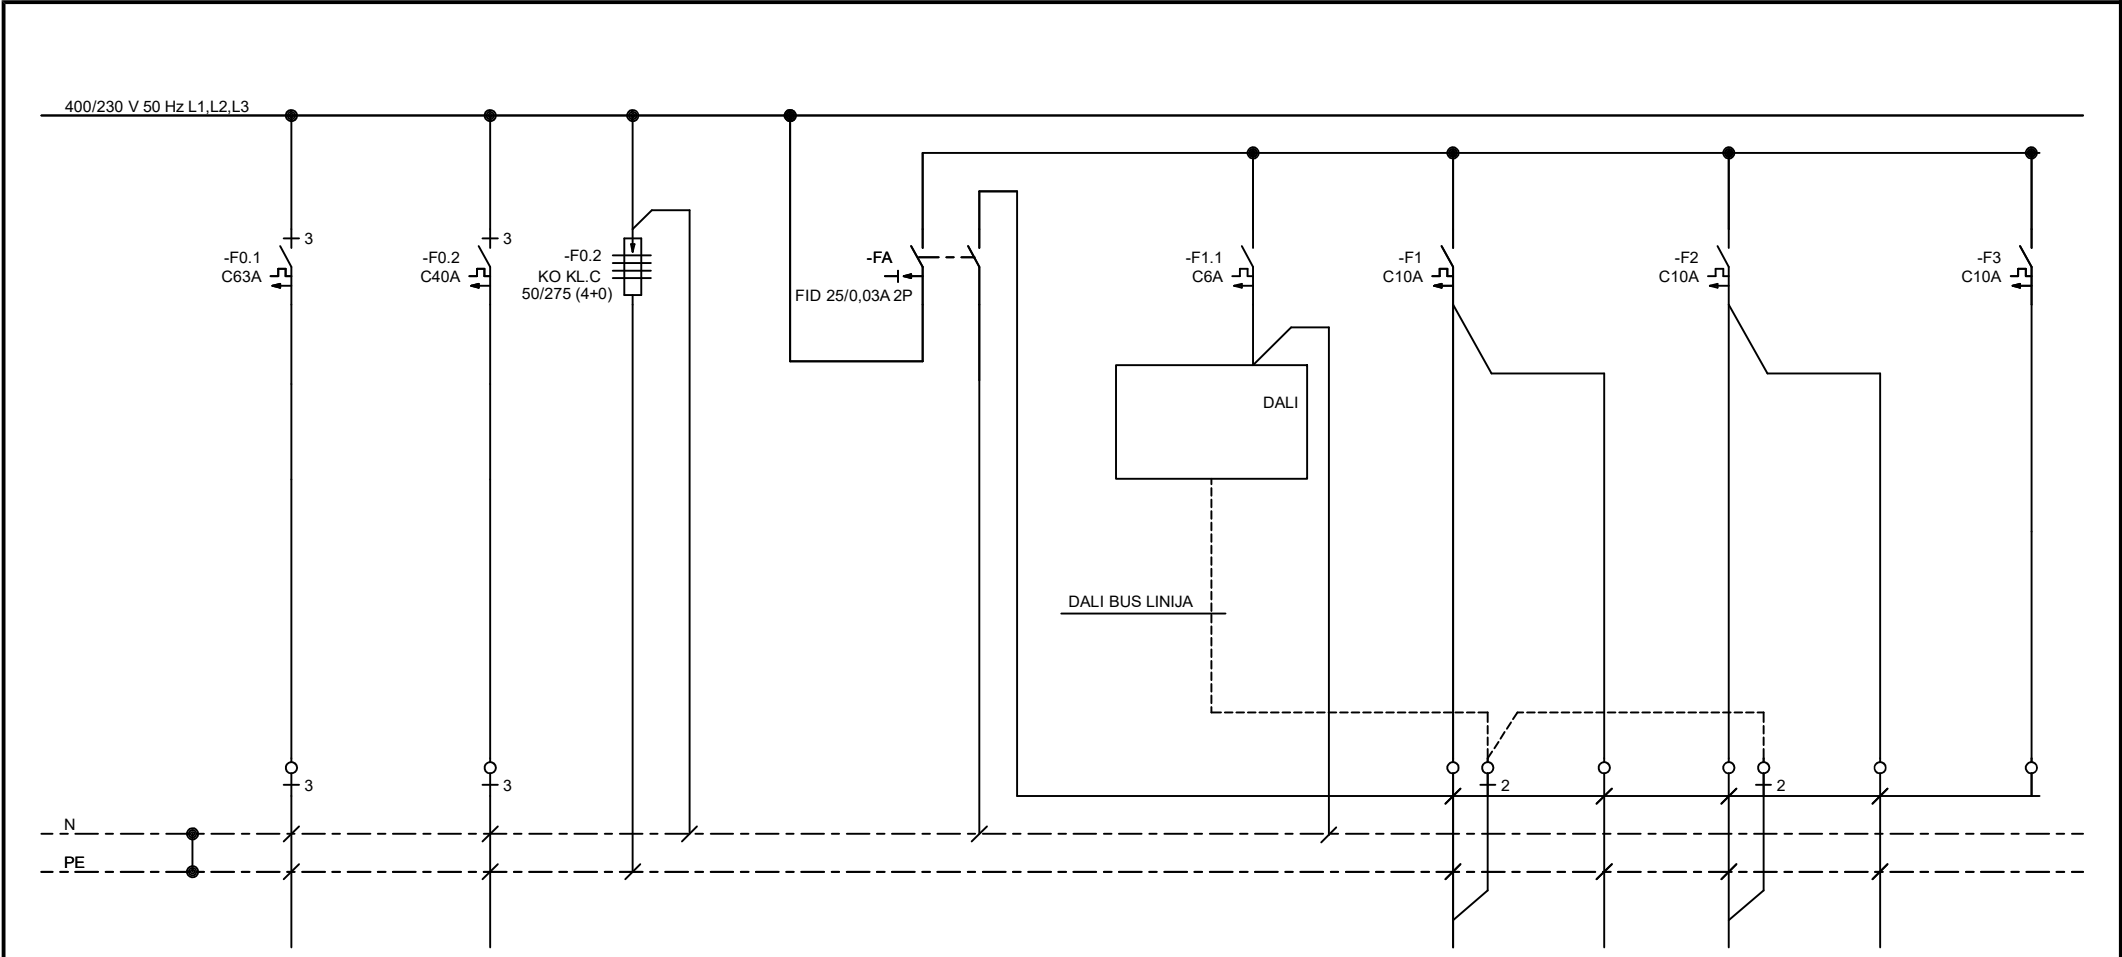 400/230 V 50 Hz L1,L2,L3
3
-F0.1
C63A
3
-F0.2
C40A
-F0.2
KO KL.C
50/275 (4+0)
-FA
FID 25/0,03A 2P
-F1.1
C6A
-F1
C10A
-F2
C10A
-F3
C10A
DALI
DALI BUS LINIJA
3
3
2
2
N
PE